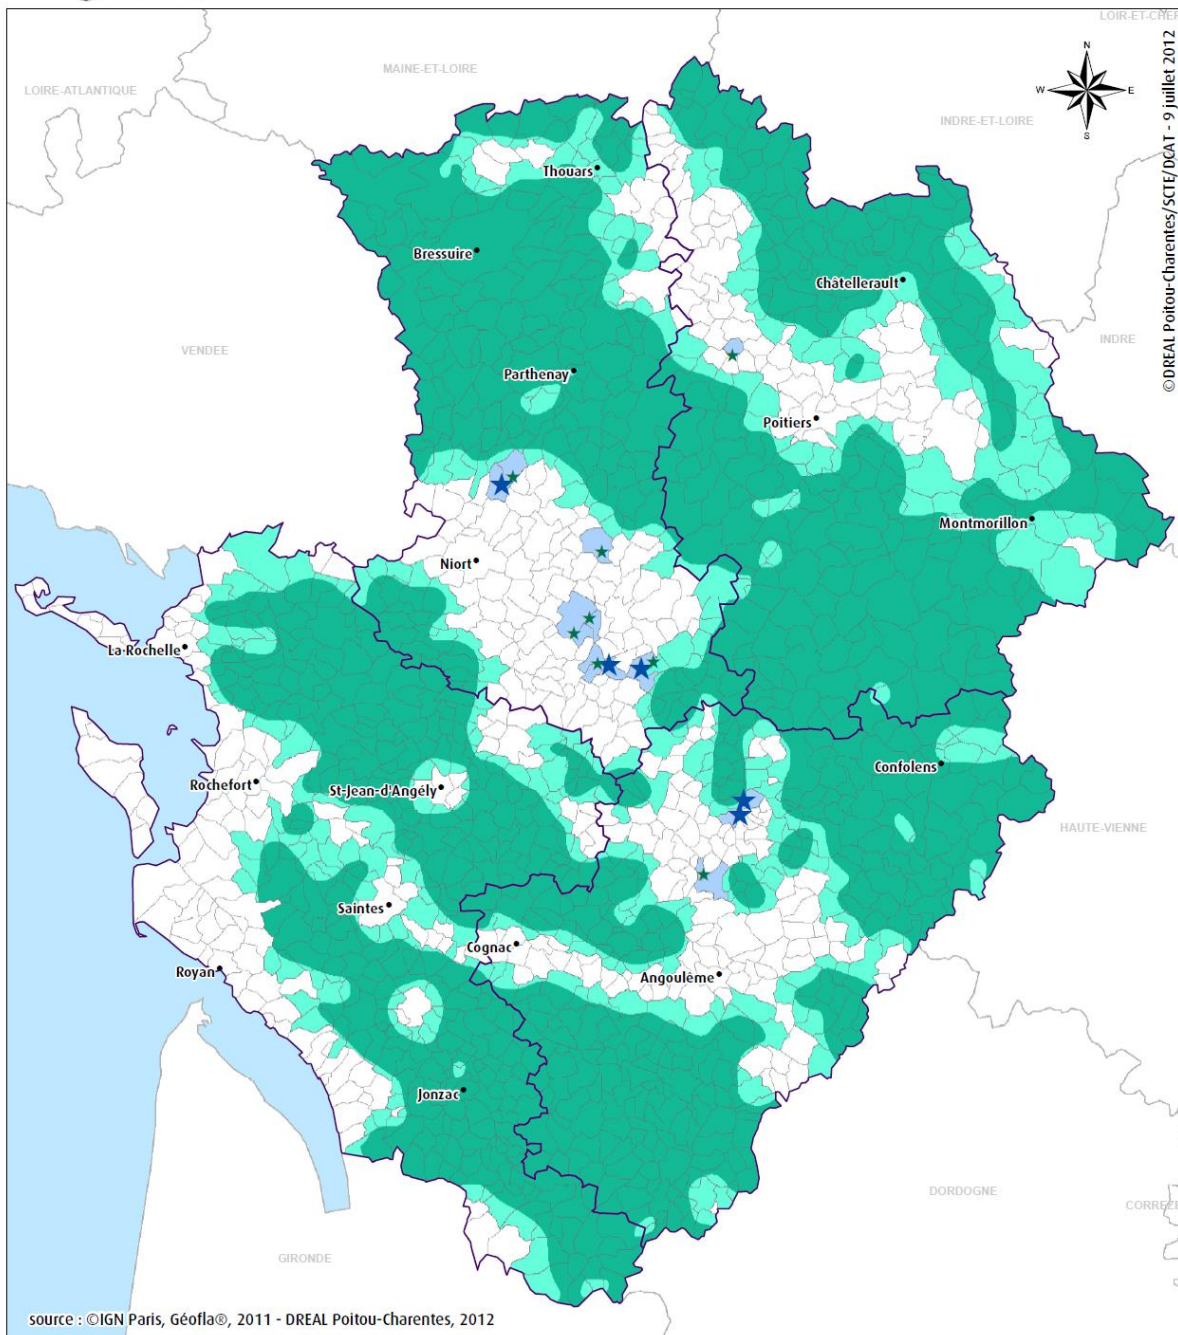 LOIR-ET-CHER
MAINE-ET-LOIRE
LOIRE-ATLANTIQUE
N
W
E
S
INDRE-ET-LOIRE
©DREAL Poitou-Charentes/SCTE/DCAT - 9 juillet 2012
Thouars
Bressuire
Châtellerault
VENDEE
INDRE
Parthenay
Poitiers
Montmorillon
Niort
La Rochelle
Confolens
Rochefort
St-Jean-d'Angély
HAUTE-VIENNE
Saintes
Cognac
Royan
Angoulême
Jonzac
DORDOGNE
CORREZE
GIRONDE
source : ©IGN Paris, Géofla®, 2011 - DREAL Poitou-Charentes, 2012